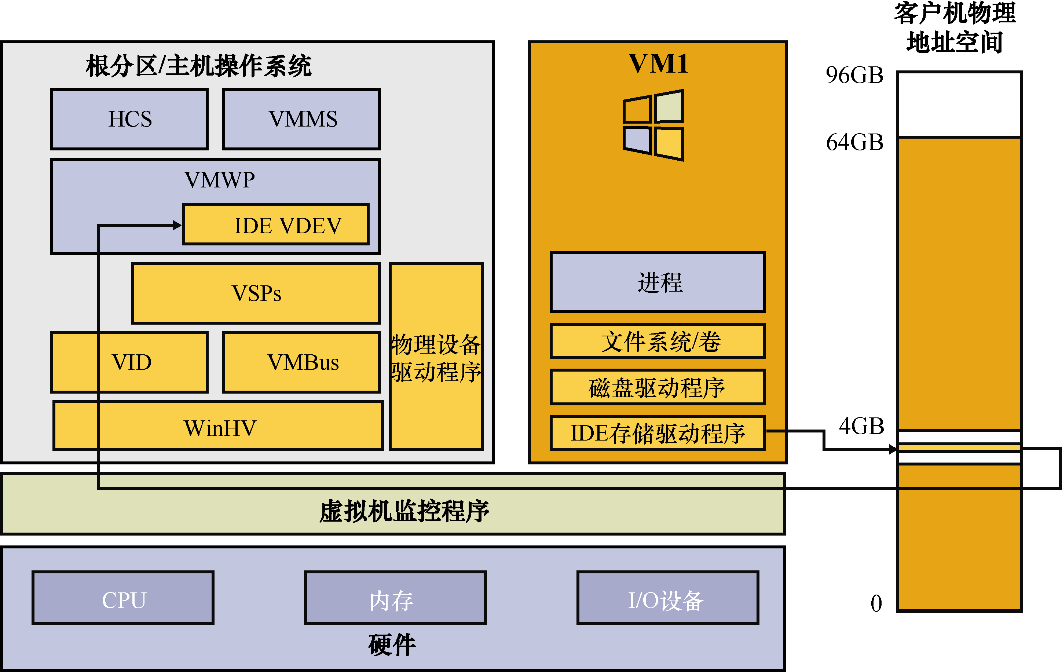 客户机物理
地址空间
根分区/主机操作系统
VM1
96GB
HCS
VMMS
64GB
VMWP
IDE VDEV
VSPs
进程
物理设备
驱动程序
VID
VMBus
文件系统/卷
磁盘驱动程序
WinHV
IDE存储驱动程序
4GB
虚拟机监控程序
CPU
内存
I/O设备
0
硬件